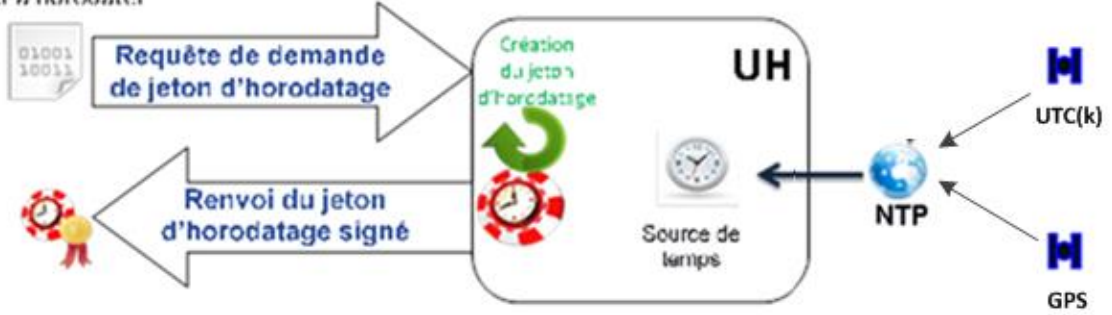 01001
10011
Requête de demande
de jeton d'horodatage
Création
du jeton
d'horodatage
UH
UTC(k)
Renvoi du jeton
d'horodatage signé
Source de
temps
NTP
GPS